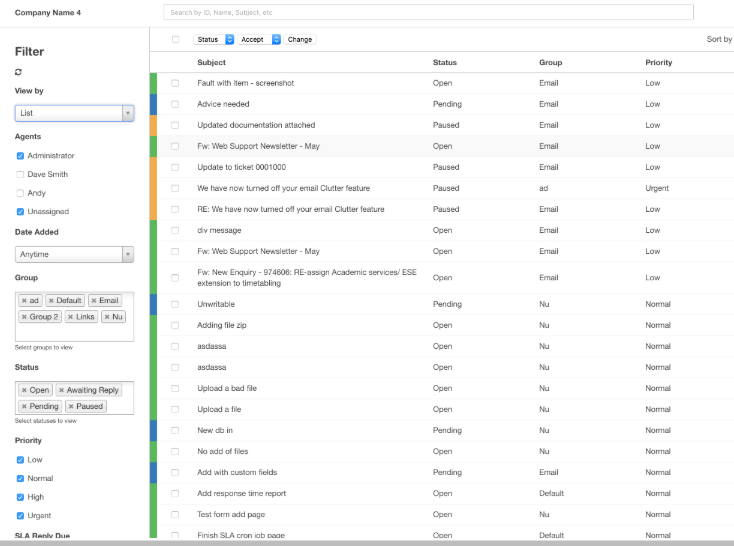 Company Name 4
Search by ID, Name, Subject, etc
Filter
View by
List
Agents
Administrator
Dave Smith
Andy
Unassigned
Date Added
Anytime
Group
× ad × Default × Email
× Group 2 × Links × Nu
Select groups to view
Status
× Open × Awaiting Reply
× Pending × Paused
Select statuses to view
Priority
Low
Normal
High
Urgent
SLA Reply Due
Status Accept Change Sort by
Subject Status Group Priority
Fault with item - screenshot Open Email Low
Advice needed Pending Email Low
Updated documentation attached Paused Email Low
Fw: Web Support Newsletter - May Open Email Low
Update to ticket 0001000 Paused Email Low
We have now turned off your email Clutter feature Paused ad Urgent
RE: We have now turned off your email Clutter feature Paused Email Low
div message Open Email Low
Fw: Web Support Newsletter - May Open Email Low
Fw: New Enquiry - 974606: RE-assign Academic services/ ESE
extension to timetabling Open Email Low
Unwritable Pending Nu Normal
Adding file zip Open Nu Normal
asdassa Open Nu Normal
asdassa Open Nu Normal
Upload a bad file Open Nu Normal
Upload a file Open Nu Normal
New db in Pending Nu Normal
No add of files Open Nu Normal
Add with custom fields Pending Email Normal
Add response time report Open Default Normal
Test form add page Open Nu Normal
Finish SLA cron job page Open Default Normal